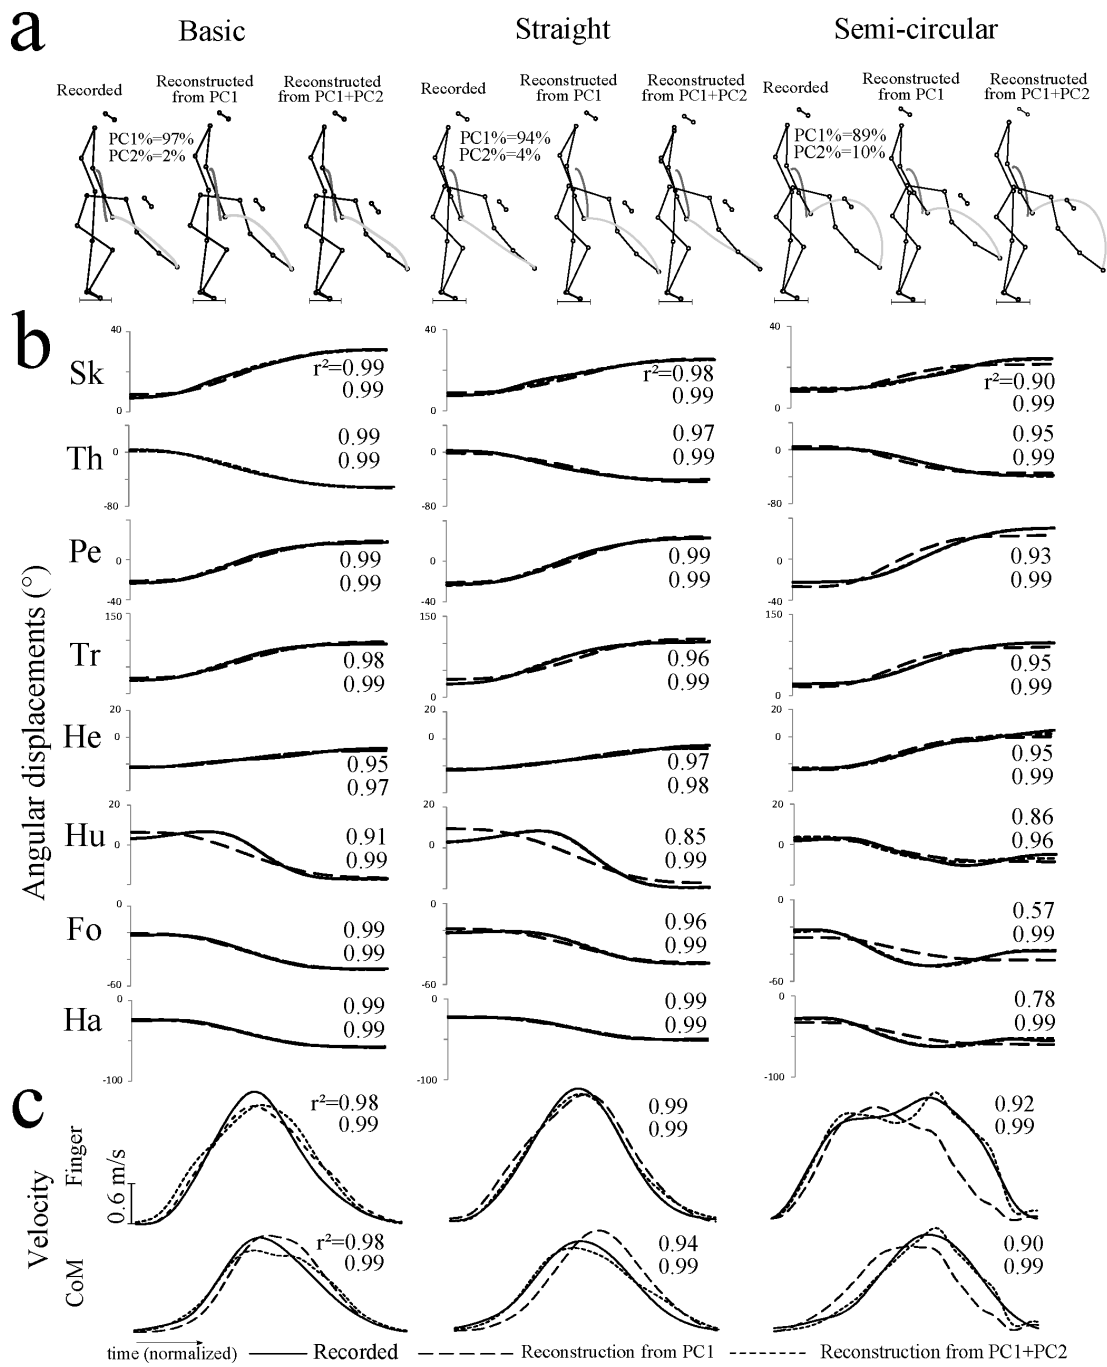 a
Basic
Straight
Semi-circular
Recorded
Reconstructed
from PC1
Reconstructed
from PC1+PC2
PC1%=97%
PC2%=2%
Recorded
Reconstructed
from PC1
Reconstructed
from PC1+PC2
PC1%=94%
PC2%=4%
Recorded
Reconstructed
from PC1
Reconstructed
from PC1+PC2
PC1%=89%
PC2%=10%
b
Angular displacements (°)
Sk
40
0
r²=0.99
0.99
40
0
r²=0.98
0.99
40
0
r²=0.90
0.99
Th
0
-80
0.99
0.99
0
-80
0.97
0.99
0
-80
0.95
0.99
Pe
0
-40
0.99
0.99
0
-40
0.99
0.99
0
-40
0.93
0.99
Tr
150
0
0.98
0.99
150
0
0.96
0.99
150
0
0.95
0.99
He
20
0
0.95
0.97
20
0
0.97
0.98
20
0
0.95
0.99
Hu
20
0
0.91
0.99
20
0
0.85
0.99
20
0
0.86
0.96
Fo
0
-60
0.99
0.99
0
-60
0.96
0.99
0
-60
0.57
0.99
Ha
0
-100
0.99
0.99
0
-100
0.99
0.99
0
-100
0.78
0.99
c
Velocity
Finger
0.6 m/s
r²=0.98
0.99
0.99
0.99
0.92
0.99
CoM
r²=0.98
0.99
0.94
0.99
0.90
0.99
time (normalized)
Recorded
Reconstruction from PC1
Reconstruction from PC1+PC2